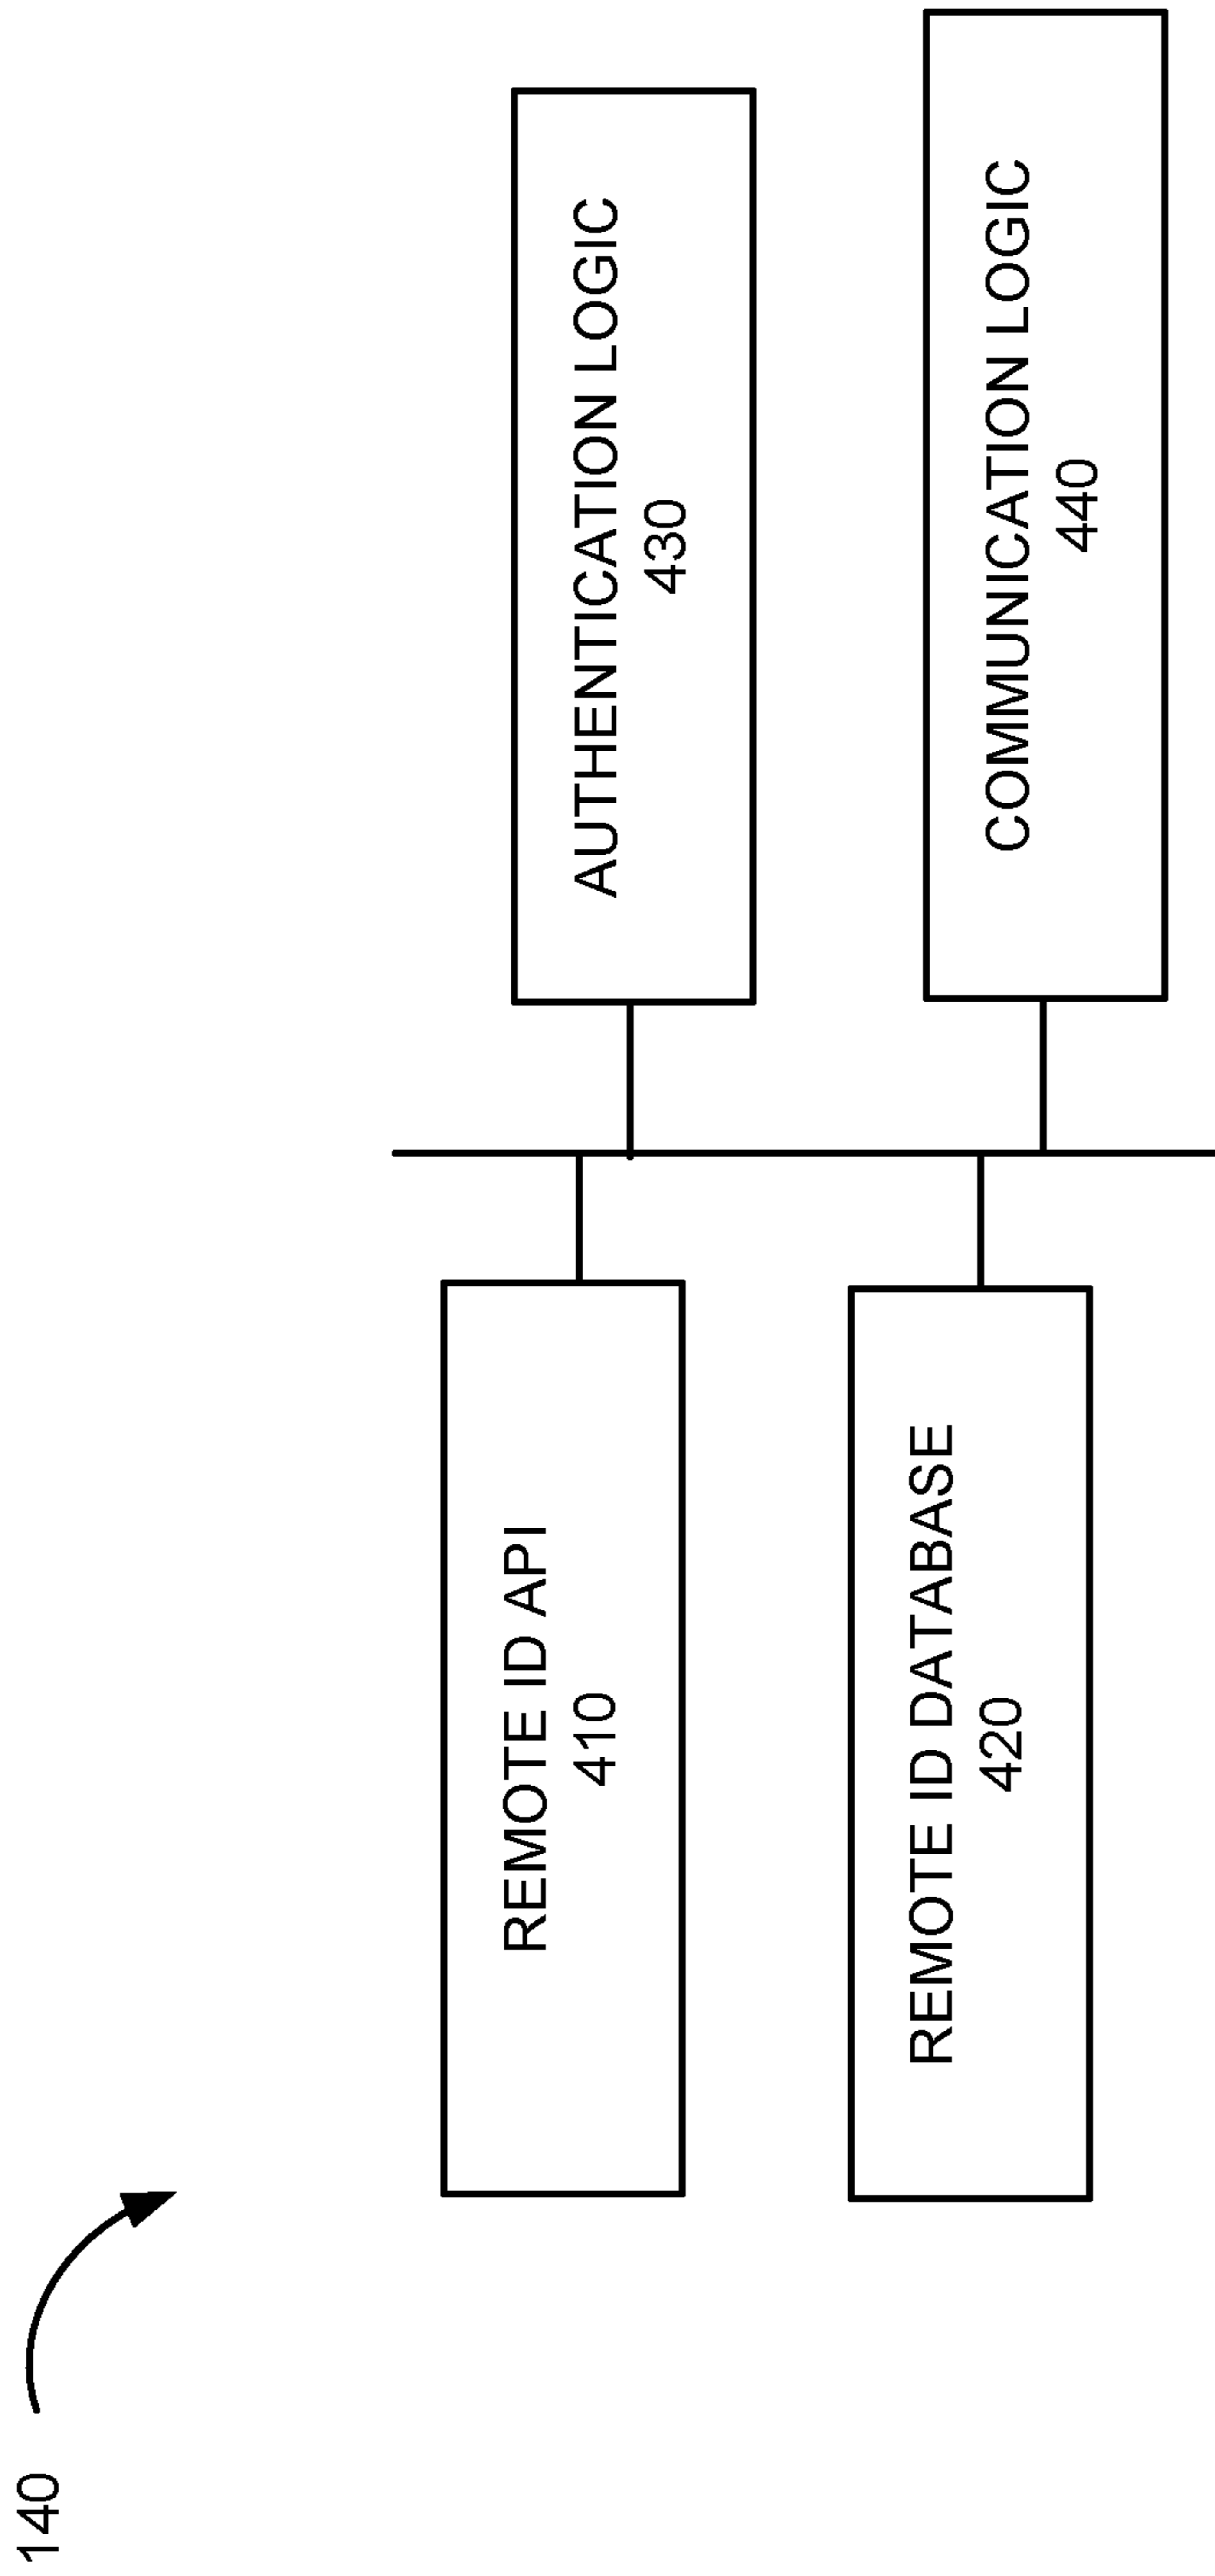 140
REMOTE ID API
410
AUTHENTICATION LOGIC
430
REMOTE ID DATABASE
420
COMMUNICATION LOGIC
440